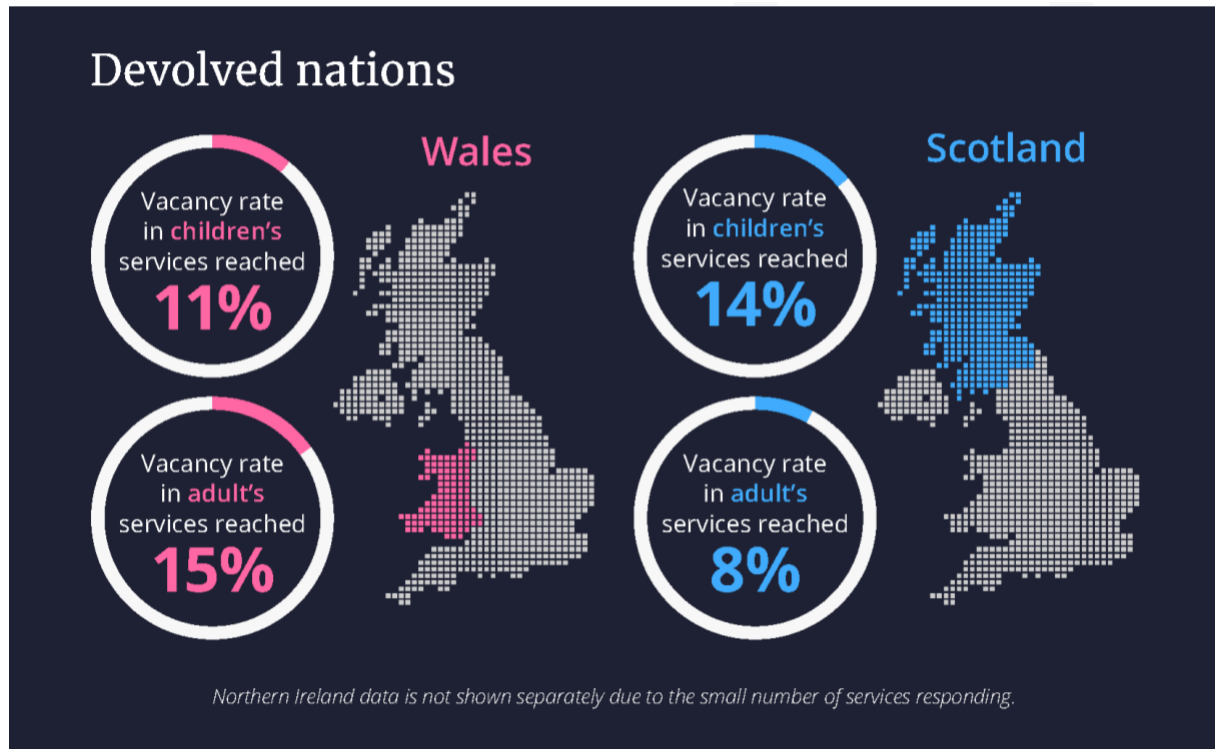 Devolved nations
Wales
Vacancy rate
in children's
services reached
11%
Vacancy rate
in adult's
services reached
15%
Scotland
Vacancy rate
in children's
services reached
14%
Vacancy rate
in adult's
services reached
8%
Northern Ireland data is not shown separately due to the small number of services responding.